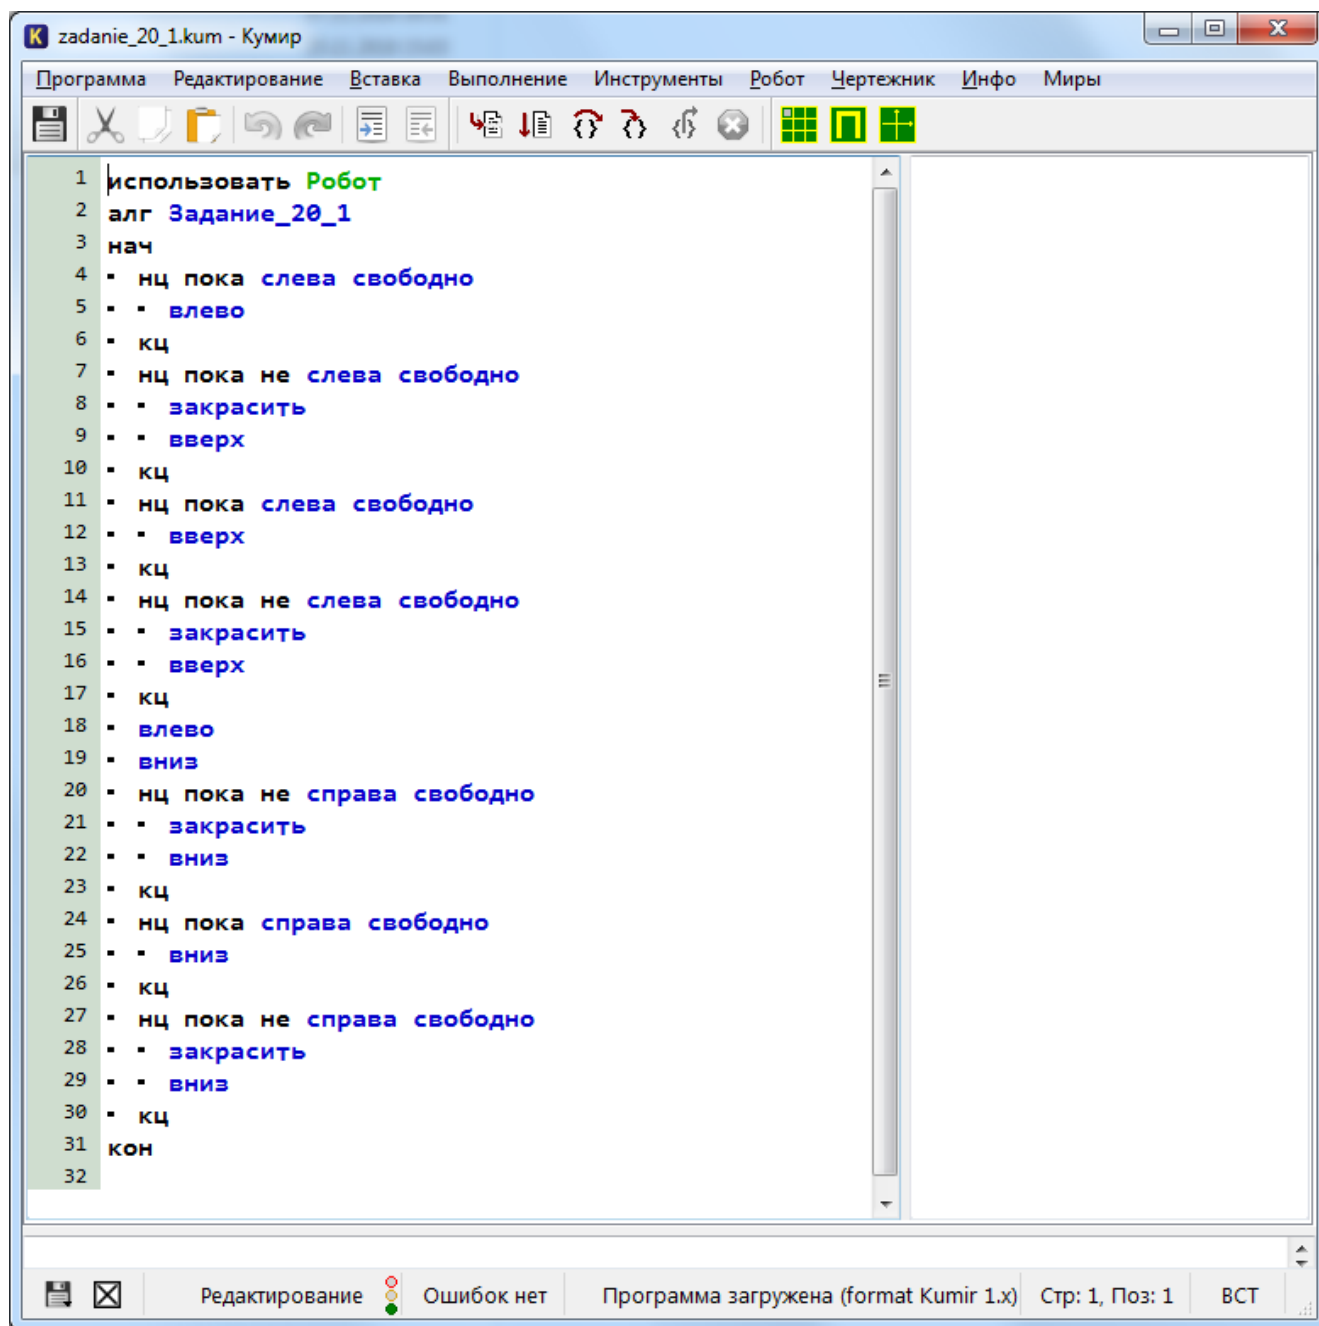 zadanie_20_1.kum - Кумир
Программа Редактирование Вставка Выполнение Инструменты Робот Чертежник Инфо Миры
1 использовать Робот
2 алг Задание_20_1
3 нач
4 нц пока слева свободно
5 влево
6 кц
7 нц пока не слева свободно
8 закрасить
9 вверх
10 кц
11 нц пока слева свободно
12 вверх
13 кц
14 нц пока не слева свободно
15 закрасить
16 вверх
17 кц
18 влево
19 вниз
20 нц пока не справа свободно
21 закрасить
22 вниз
23 кц
24 нц пока справа свободно
25 вниз
26 кц
27 нц пока не справа свободно
28 закрасить
29 вниз
30 кц
31 кон
32
Редактирование Ошибок нет Программа загружена (format Kumir 1.x) Стр: 1, Поз: 1 ВСТ